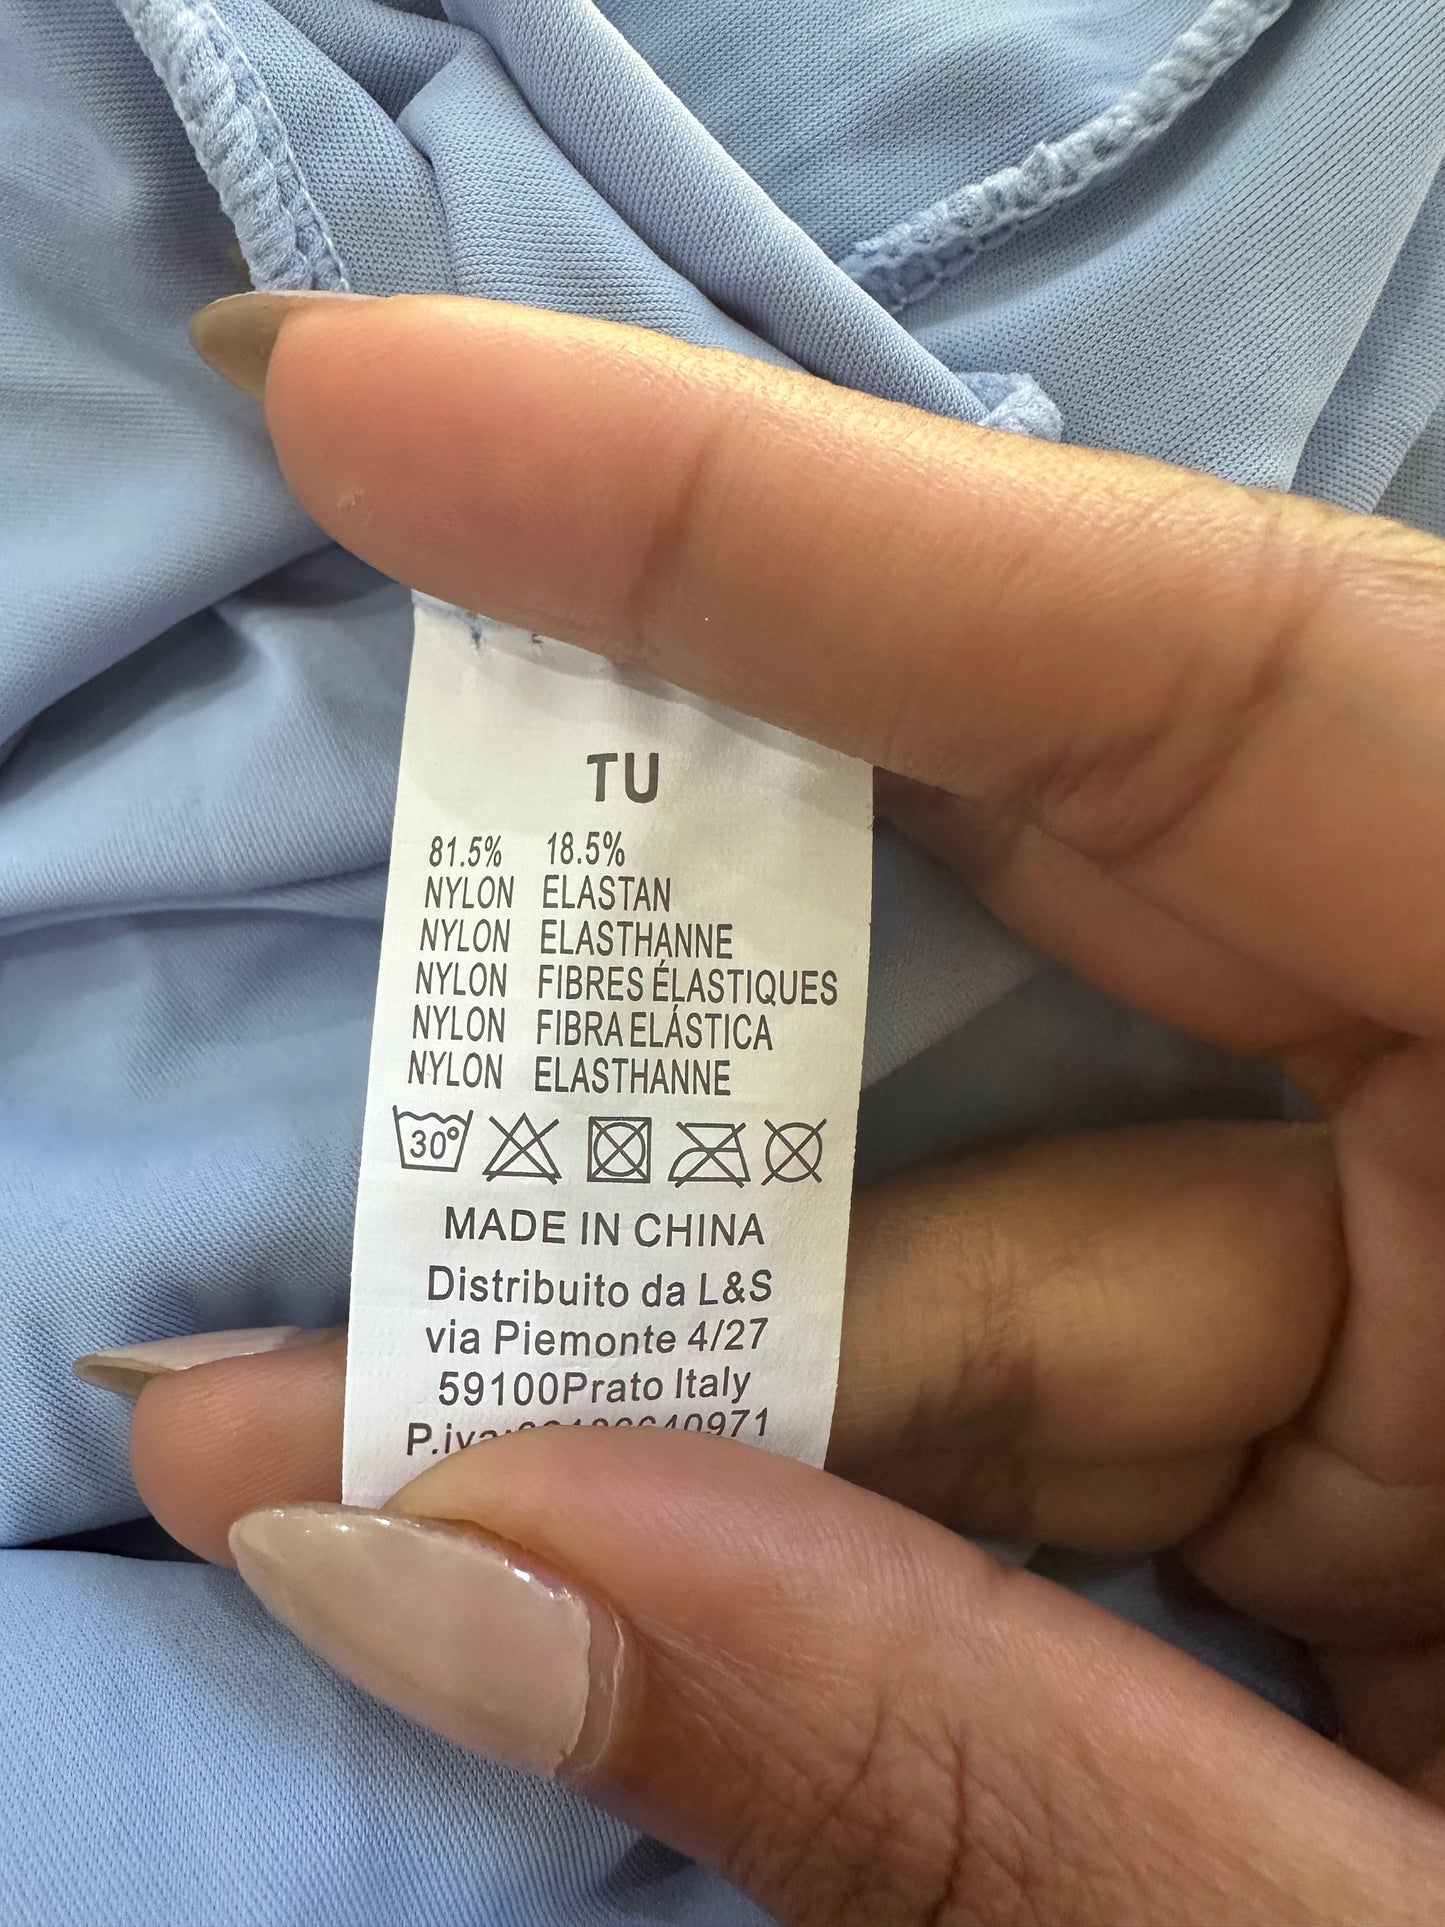 TU
81.5% 18.5%
NYLON ELASTAN
NYLON ELASTHANNE
NYLON FIBRES ÉLASTIQUES
NYLON FIBRA ELÁSTICA
NYLON ELASTHANNE
30°
MADE IN CHINA
Distribuito da L&S
via Piemonte 4/27
59100Prato Italy